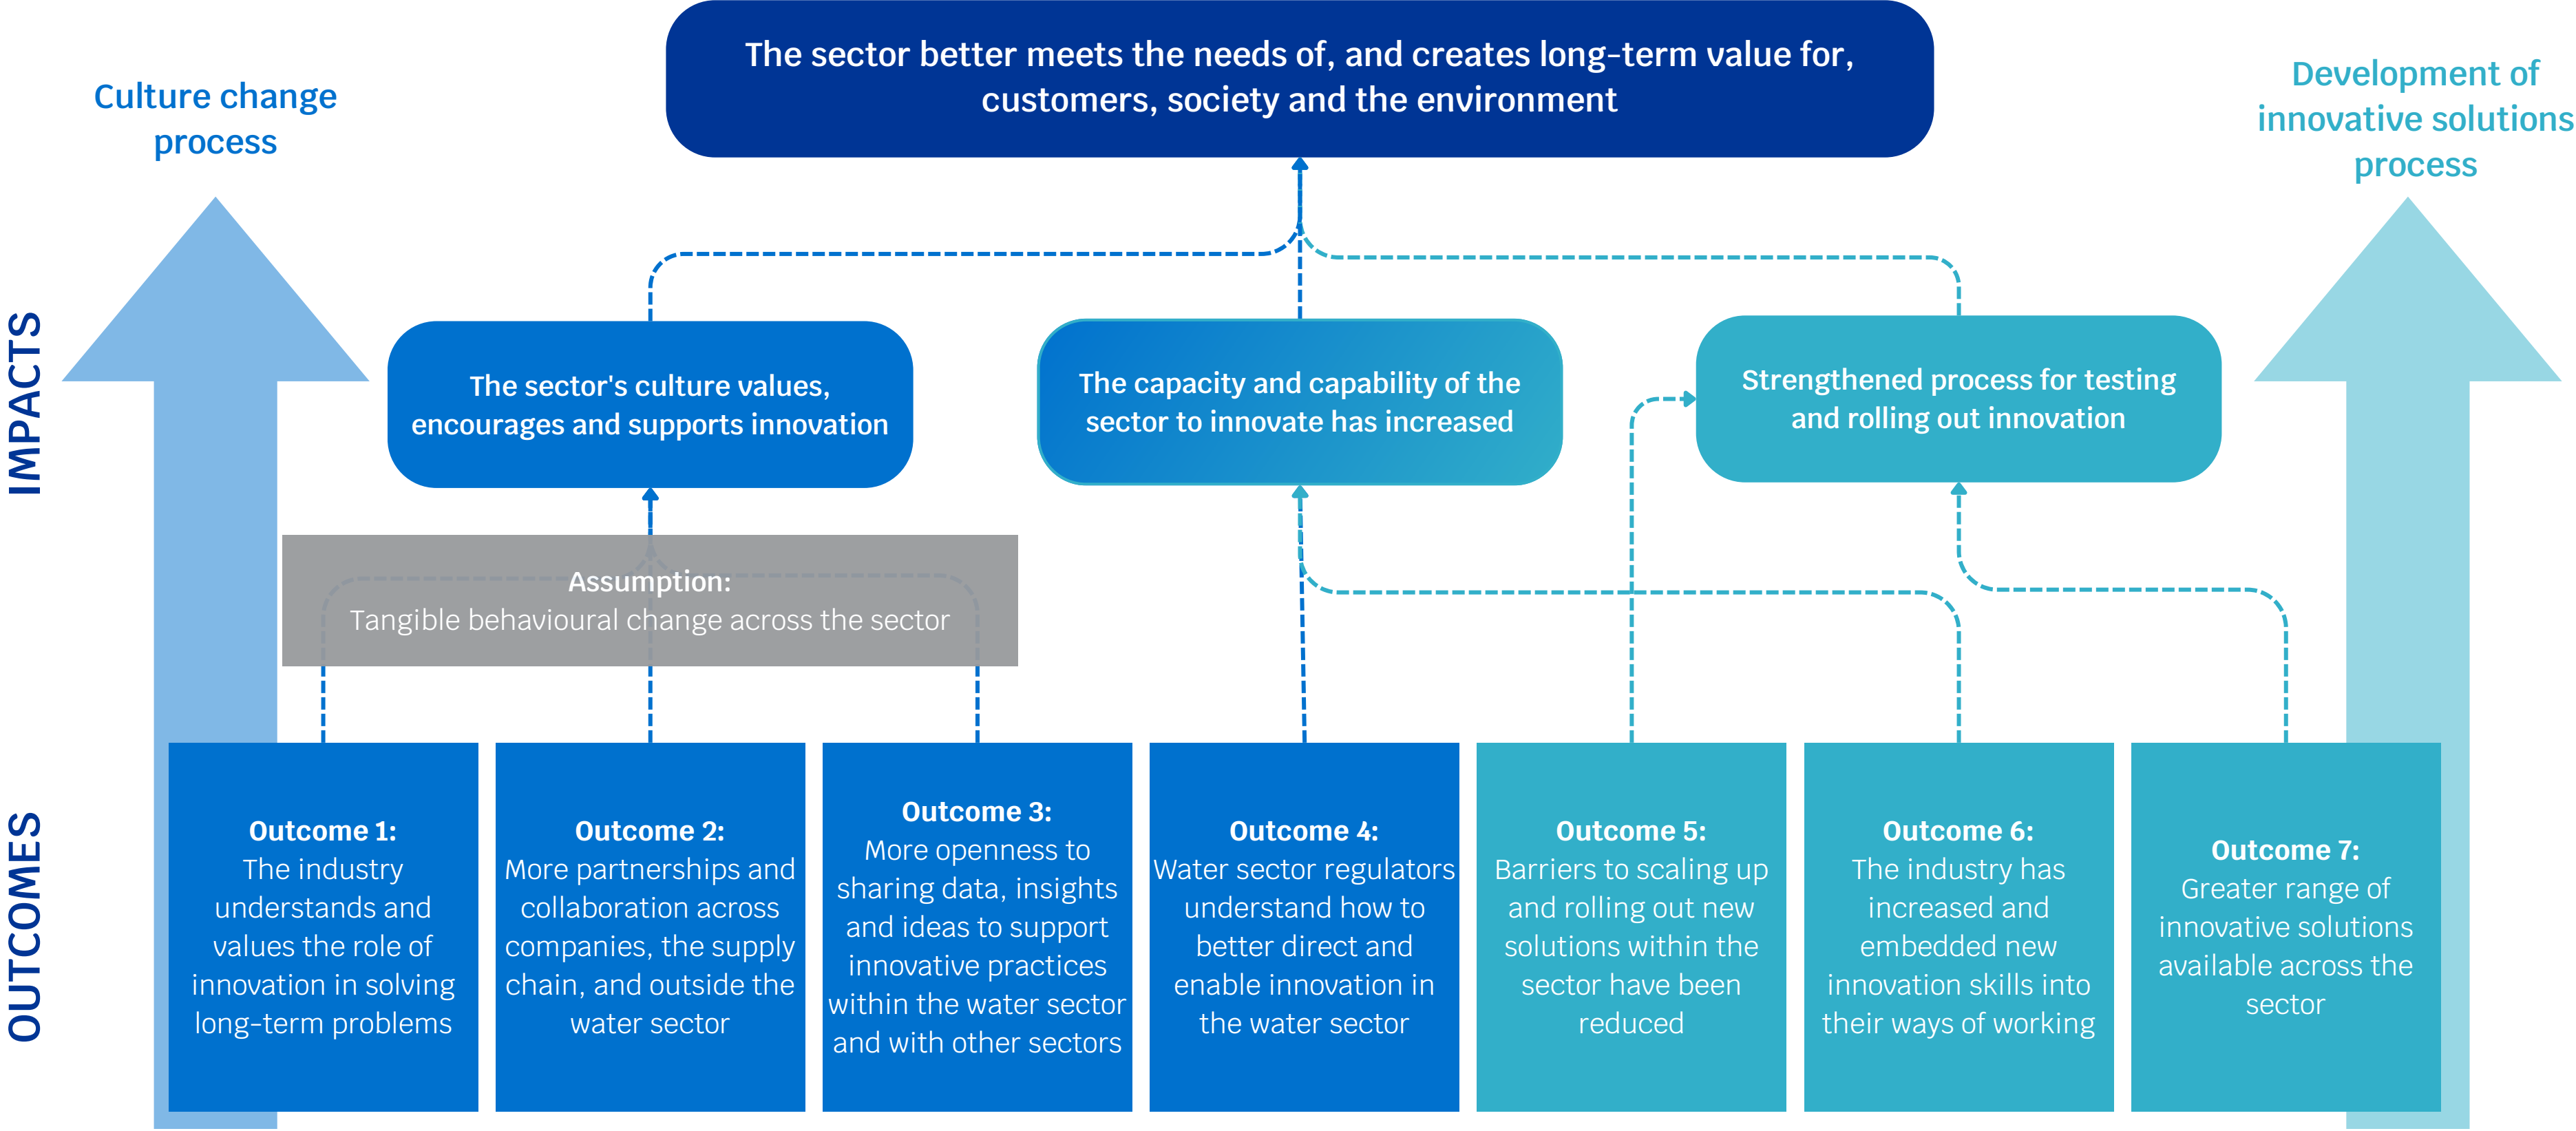 The sector better meets the needs of, and creates long-term value for,
customers, society and the environment
Culture change
process
Development of
innovative solutions
process
IMPACTS
The sector's culture values,
encourages and supports innovation
The capacity and capability of the
sector to innovate has increased
Strengthened process for testing
and rolling out innovation
Assumption:
Tangible behavioural change across the sector
OUTCOMES
Outcome 1:
The industry
understands and
values the role of
innovation in solving
long-term problems
Outcome 2:
More partnerships and
collaboration across
companies, the supply
chain, and outside the
water sector
Outcome 3:
More openness to
sharing data, insights
and ideas to support
innovative practices
within the water sector
and with other sectors
Outcome 4:
Water sector regulators
understand how to
better direct and
enable innovation in
the water sector
Outcome 5:
Barriers to scaling up
and rolling out new
solutions within the
sector have been
reduced
Outcome 6:
The industry has
increased and
embedded new
innovation skills into
their ways of working
Outcome 7:
Greater range of
innovative solutions
available across the
sector